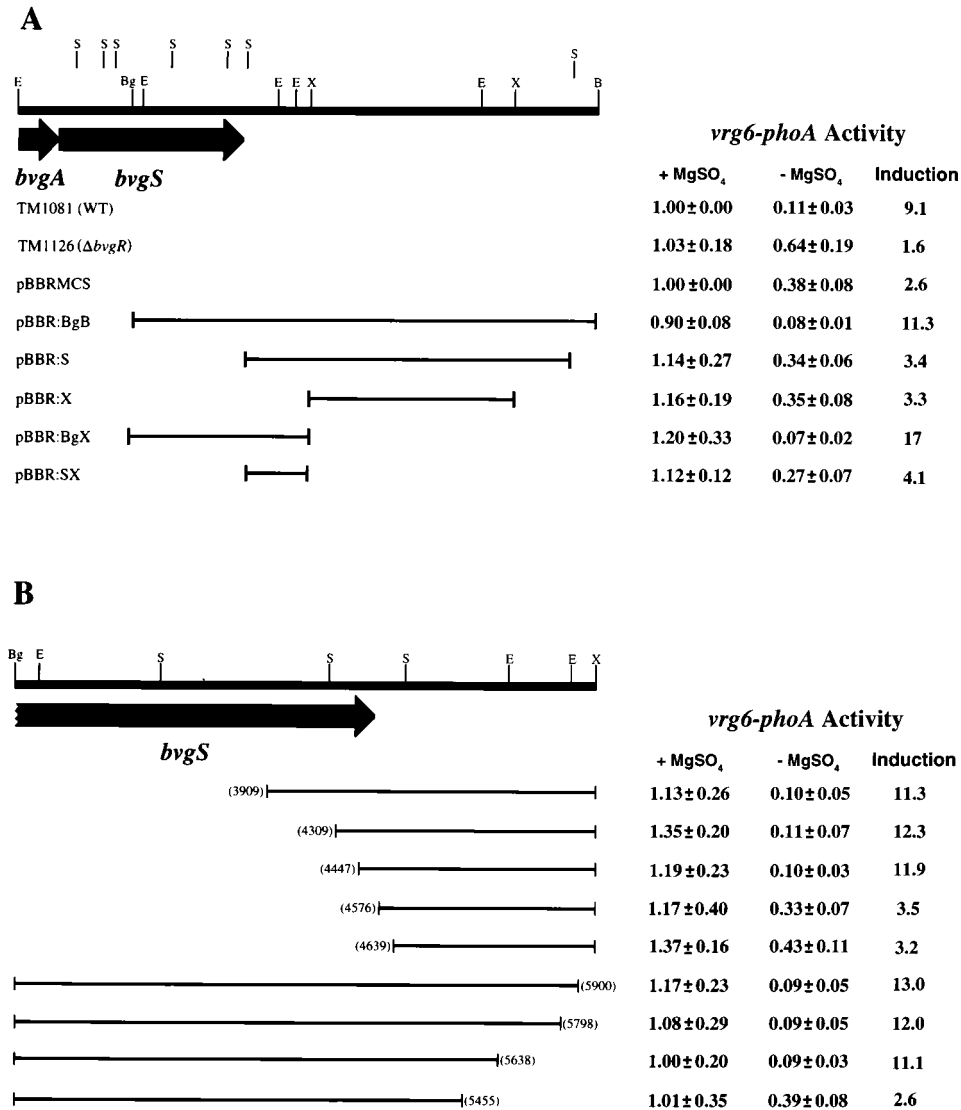 A
S S S S S S S
E Bg E E E X E X B
bvgA bvgS
vrg6-phoA Activity
+ MgSO₄ - MgSO₄ Induction
TM1081 (WT) 1.00±0.00 0.11±0.03 9.1
TM1126 (ΔbvgR) 1.03±0.18 0.64±0.19 1.6
pBBRMCS 1.00±0.00 0.38±0.08 2.6
pBBR:BgB 0.90±0.08 0.08±0.01 11.3
pBBR:S 1.14±0.27 0.34±0.06 3.4
pBBR:X 1.16±0.19 0.35±0.08 3.3
pBBR:BgX 1.20±0.33 0.07±0.02 17
pBBR:SX 1.12±0.12 0.27±0.07 4.1
B
Bg E S S S E E X
bvgS
vrg6-phoA Activity
+ MgSO₄ - MgSO₄ Induction
(3909) 1.13±0.26 0.10±0.05 11.3
(4309) 1.35±0.20 0.11±0.07 12.3
(4447) 1.19±0.23 0.10±0.03 11.9
(4576) 1.17±0.40 0.33±0.07 3.5
(4639) 1.37±0.16 0.43±0.11 3.2
(5900) 1.17±0.23 0.09±0.05 13.0
(5798) 1.08±0.29 0.09±0.05 12.0
(5638) 1.00±0.20 0.09±0.03 11.1
(5455) 1.01±0.35 0.39±0.08 2.6